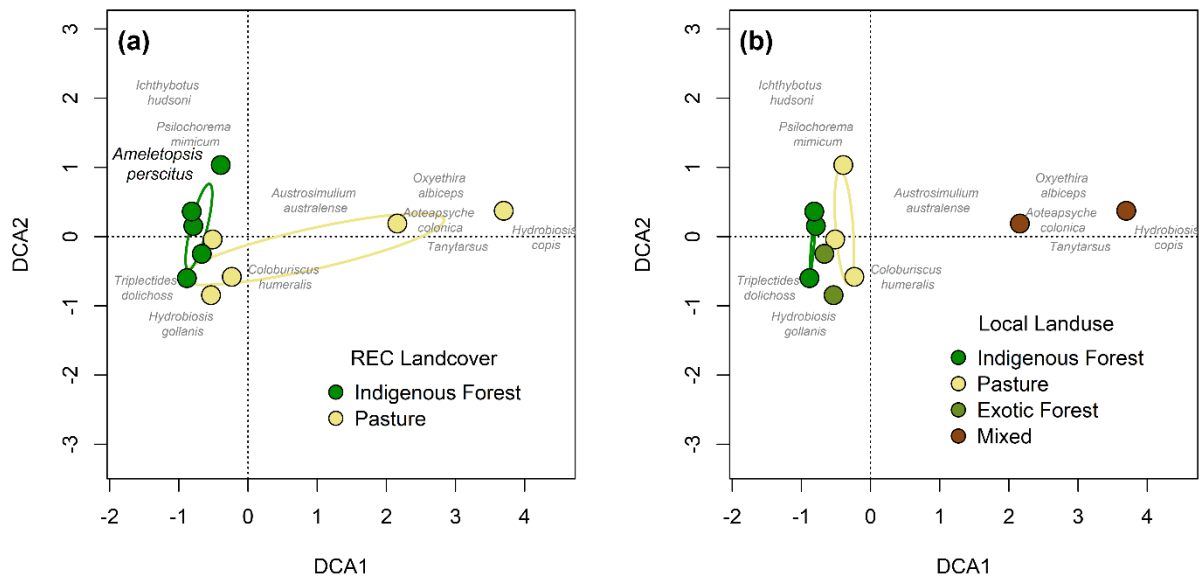 (a)
Ichthybotus
hudsoni
Psilochorema
mimicum
Ameletopsis
perscitus
Austrosimulium
australense
Oxyethira
albiceps
Aoteapsyche
colonica
Tanytarsus
Hydrobiosis
copis
Triplectides
dolichoss
Coloburiscus
humeralis
Hydrobiosis
gollanis
REC Landcover
Indigenous Forest
Pasture
3
2
1
0
-1
-2
-3
DCA2
-2 -1 0 1 2 3 4
DCA1
(b)
Ichthybotus
hudsoni
Psilochorema
mimicum
Austrosimulium
australense
Oxyethira
albiceps
Aoteapsyche
colonica
Tanytarsus
Hydrobiosis
copis
Triplectides
dolichoss
Coloburiscus
humeralis
Hydrobiosis
gollanis
Local Landuse
Indigenous Forest
Pasture
Exotic Forest
Mixed
3
2
1
0
-1
-2
-3
DCA2
-2 -1 0 1 2 3 4
DCA1